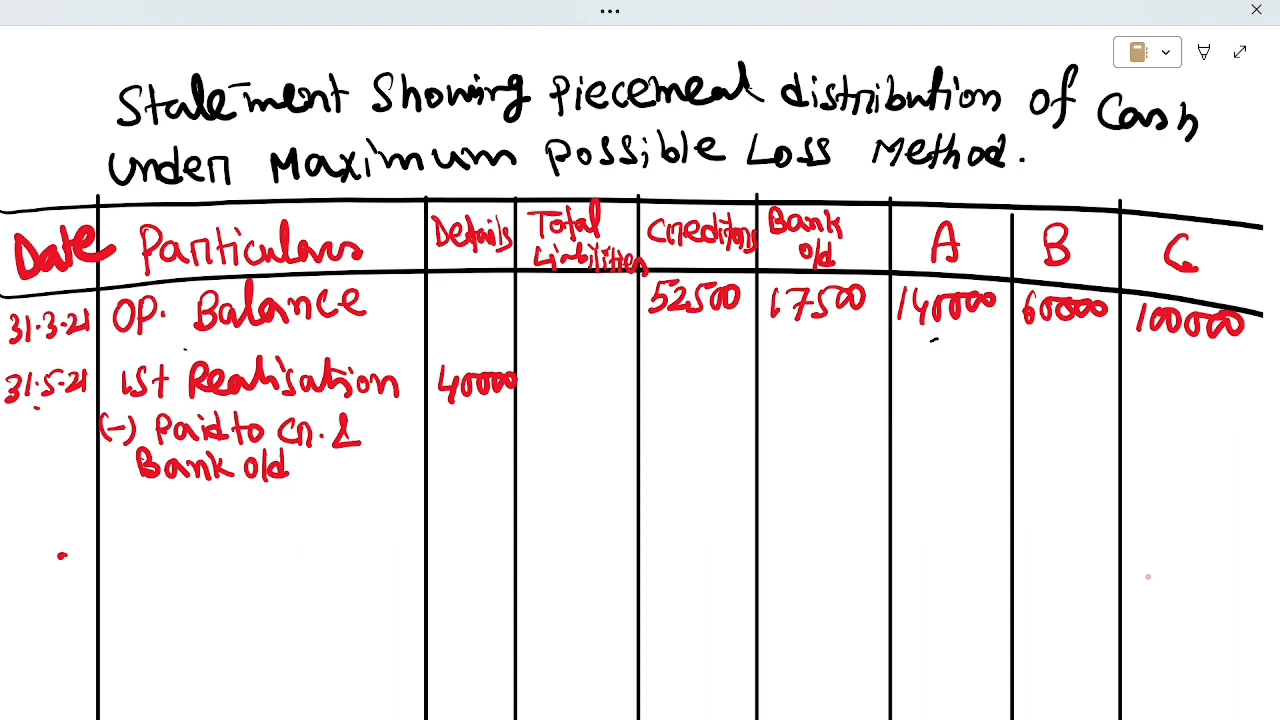 Statement Showing Piecemeal distribution of Cash
under Maximum Possible Loss Method.
Date Particulars Details Total Liabilities Creditors Bank o/d A B C
31.3.21 OP. Balance 52500 17500 140000 60000 100000
31.5.21 1st Realisation 40000
(-) Paid to Cr. &
Bank o/d